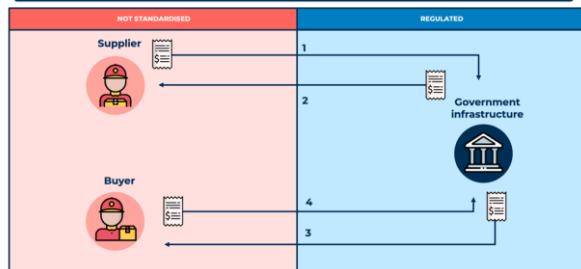 NOT STANDARDISED
REGULATED
Supplier
1
$
2
$
Government
infrastructure
Buyer
$
4
$
3